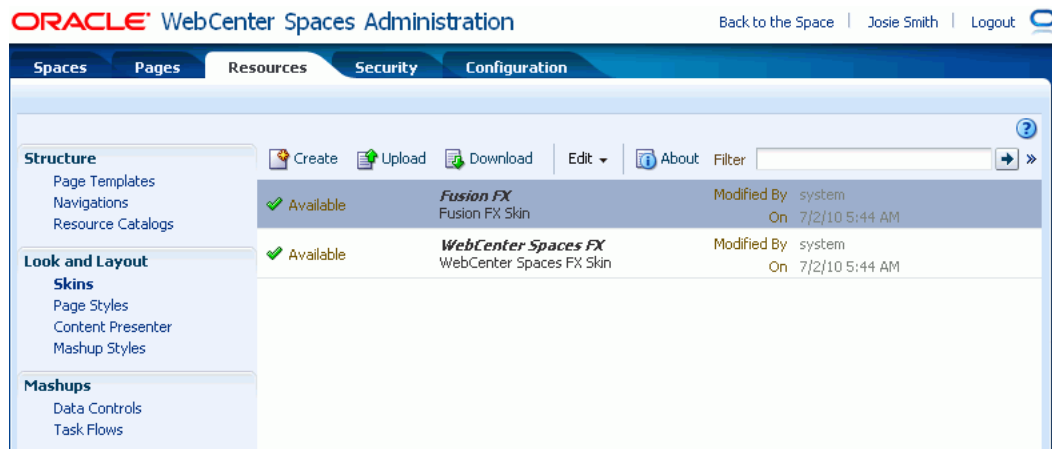 ORACLE WebCenter Spaces Administration
Back to the Space | Josie Smith | Logout
Spaces Pages Resources Security Configuration
Structure
Page Templates
Navigations
Resource Catalogs
Look and Layout
Skins
Page Styles
Content Presenter
Mashup Styles
Mashups
Data Controls
Task Flows
Create Upload Download Edit About Filter
Available Fusion FX Modified By system
Fusion FX Skin On 7/2/10 5:44 AM
Available WebCenter Spaces FX Modified By system
WebCenter Spaces FX Skin On 7/2/10 5:44 AM